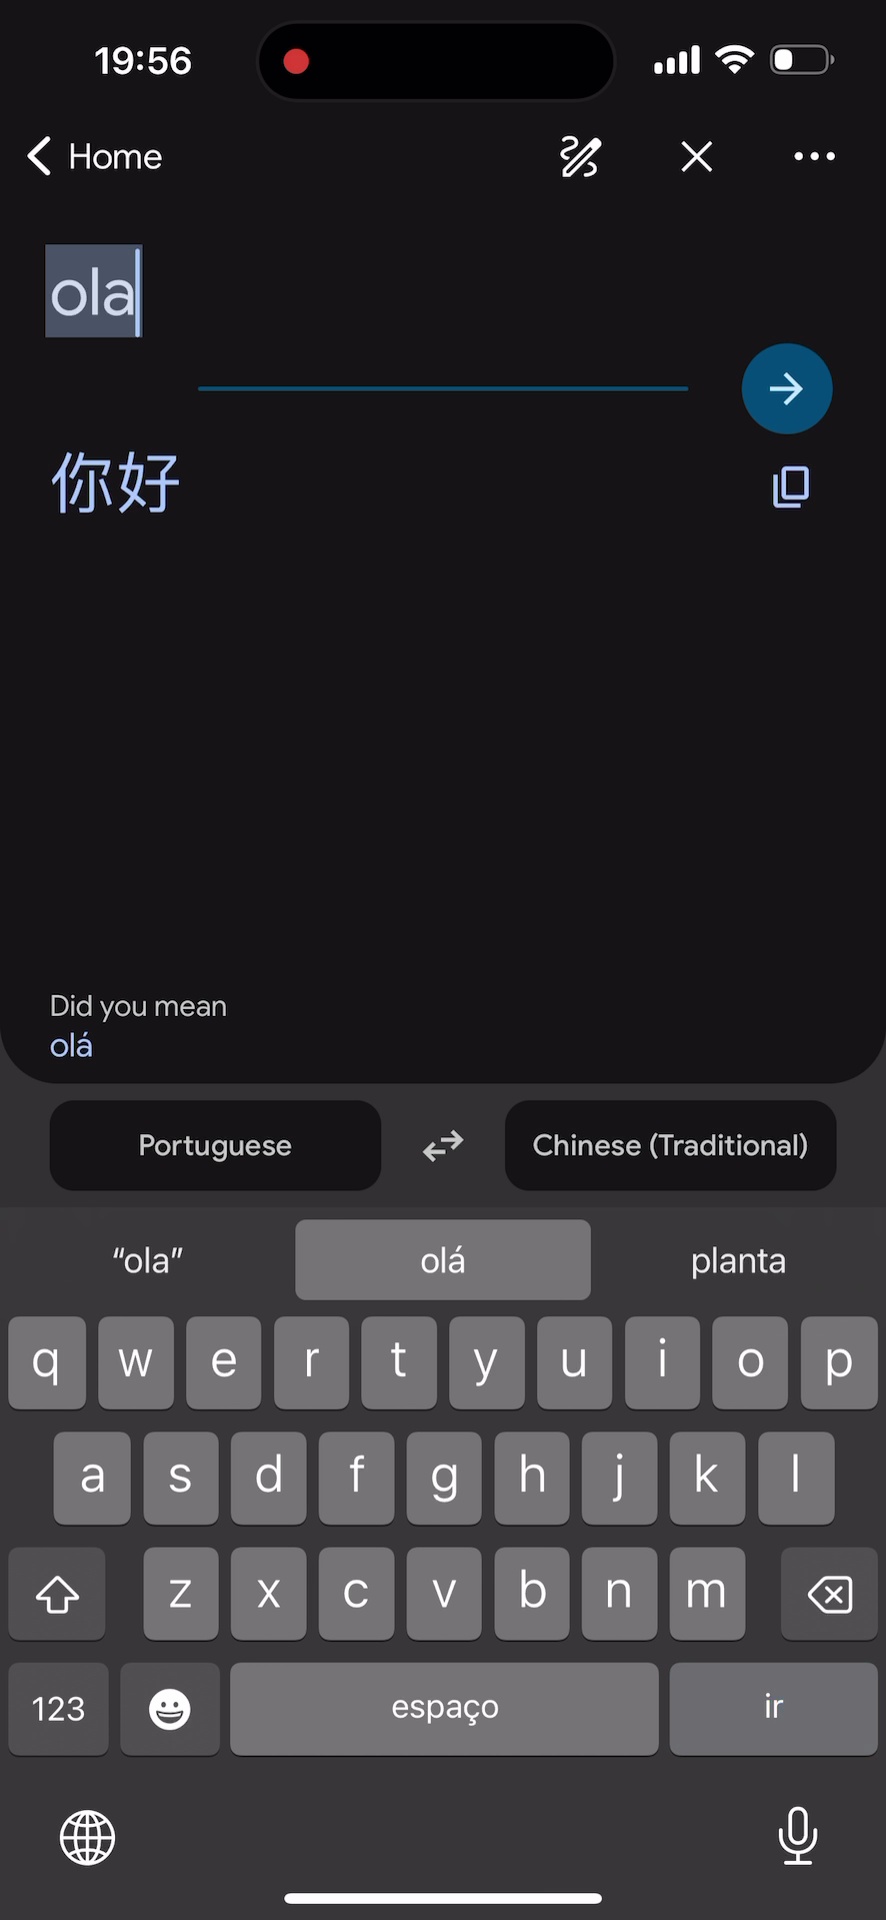 19:56
Home
ola
你好
Did you mean
olá
Portuguese
Chinese (Traditional)
“ola” olá planta
q w e r t y u i o p
a s d f g h j k l
z x c v b n m
123 espaço ir